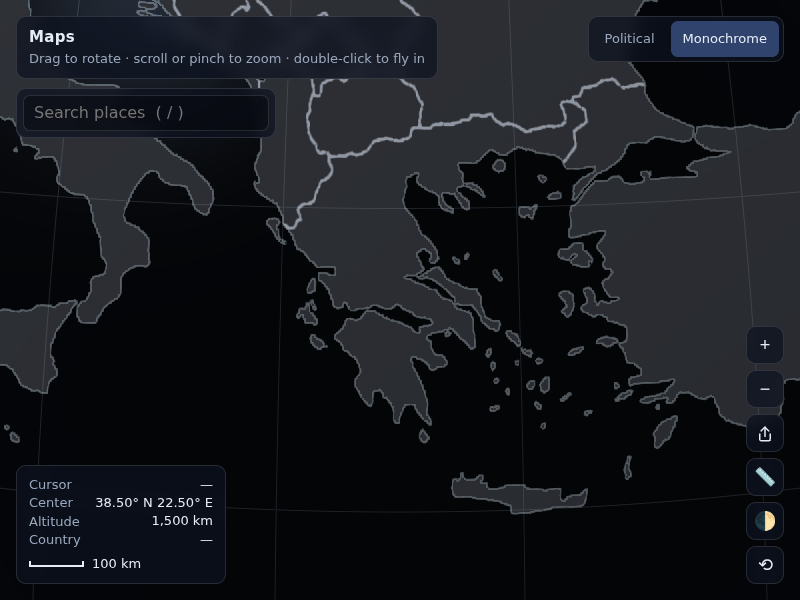 Maps
Drag to rotate · scroll or pinch to zoom · double-click to fly in
Political Monochrome
Search places ( / )
+
−
Cursor —
Center 38.50° N 22.50° E
Altitude 1,500 km
Country —
100 km